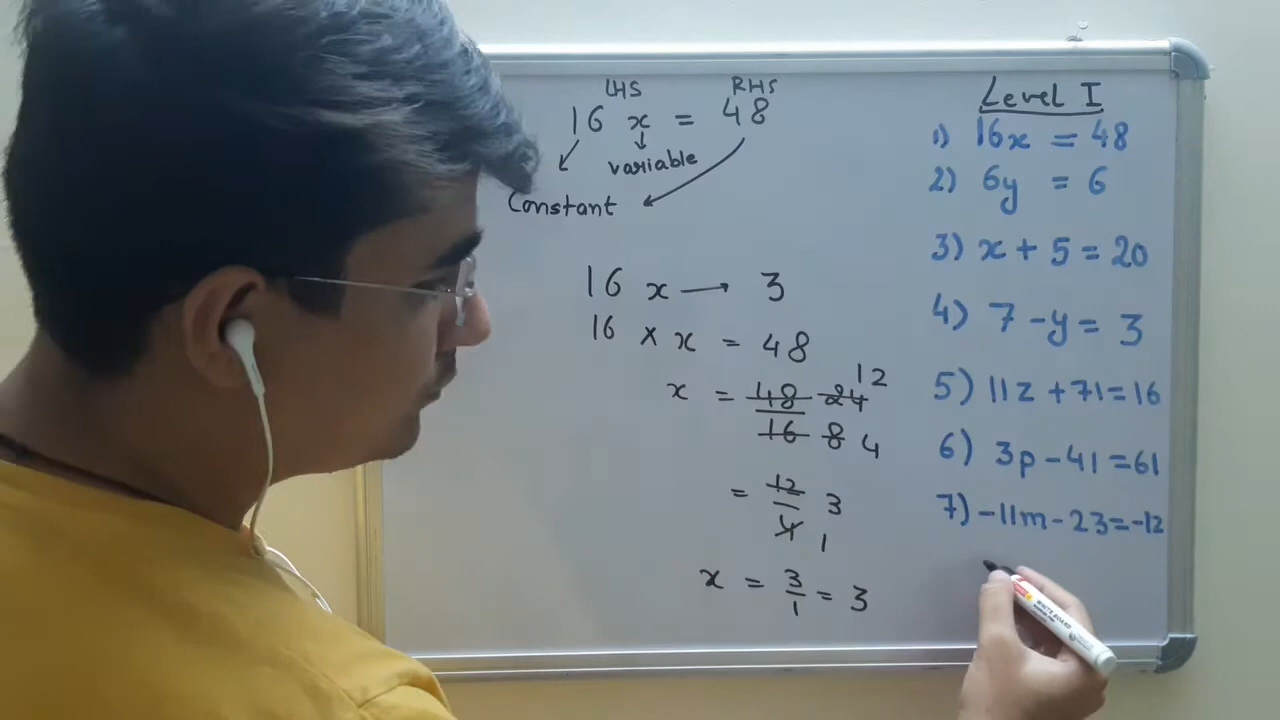 LHS RHS
16 x = 48
variable
Constant
16 x → 3
16 × x = 48
x = 48 24 12
16 8 4
= 12 3
4 1
x = 3/1 = 3
Level I
1) 16x = 48
2) 6y = 6
3) x + 5 = 20
4) 7 - y = 3
5) 11z + 71 = 16
6) 3p - 41 = 61
7) -11m - 23 = -12
WHITE BOARD